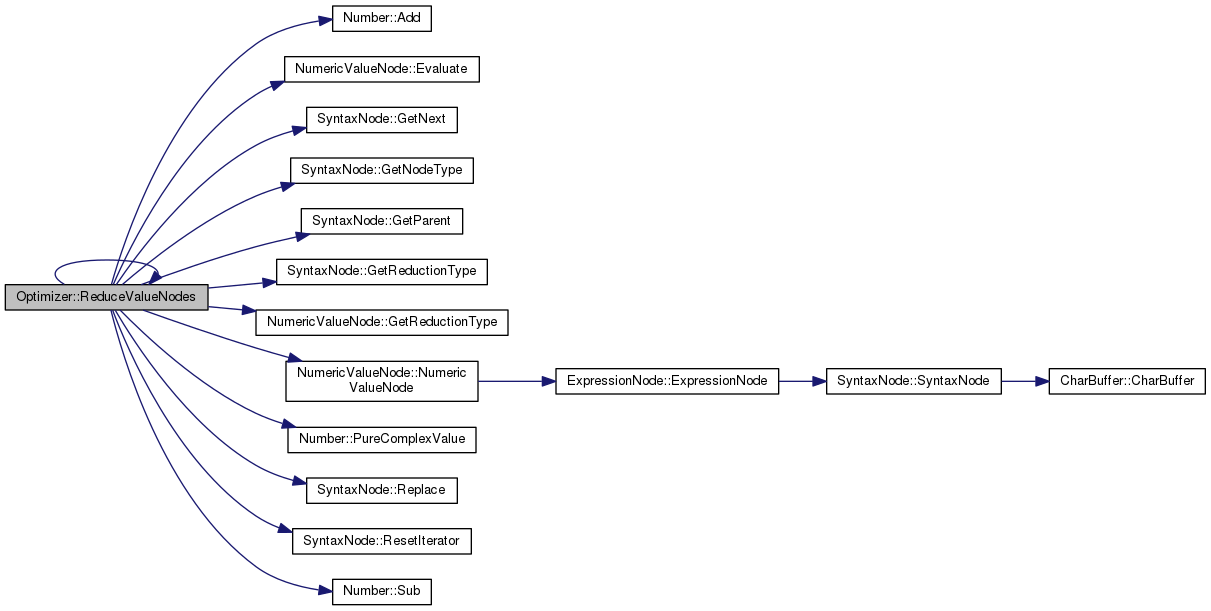 Number::Add
NumericValueNode::Evaluate
SyntaxNode::GetNext
SyntaxNode::GetNodeType
SyntaxNode::GetParent
SyntaxNode::GetReductionType
Optimizer::ReduceValueNodes
NumericValueNode::GetReductionType
NumericValueNode::Numeric
ValueNode
ExpressionNode::ExpressionNode
SyntaxNode::SyntaxNode
CharBuffer::CharBuffer
Number::PureComplexValue
SyntaxNode::Replace
SyntaxNode::ResetIterator
Number::Sub